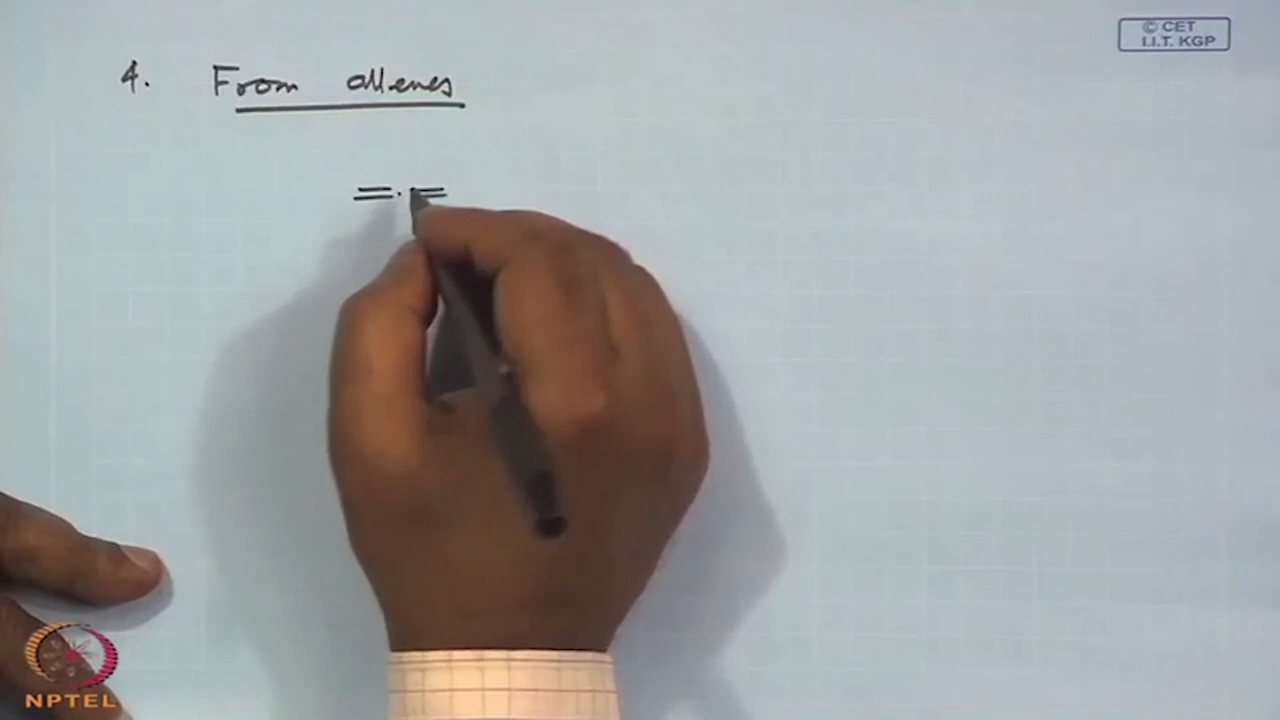 © CET
I.I.T. KGP
4. From allenes
= · =
NPTEL